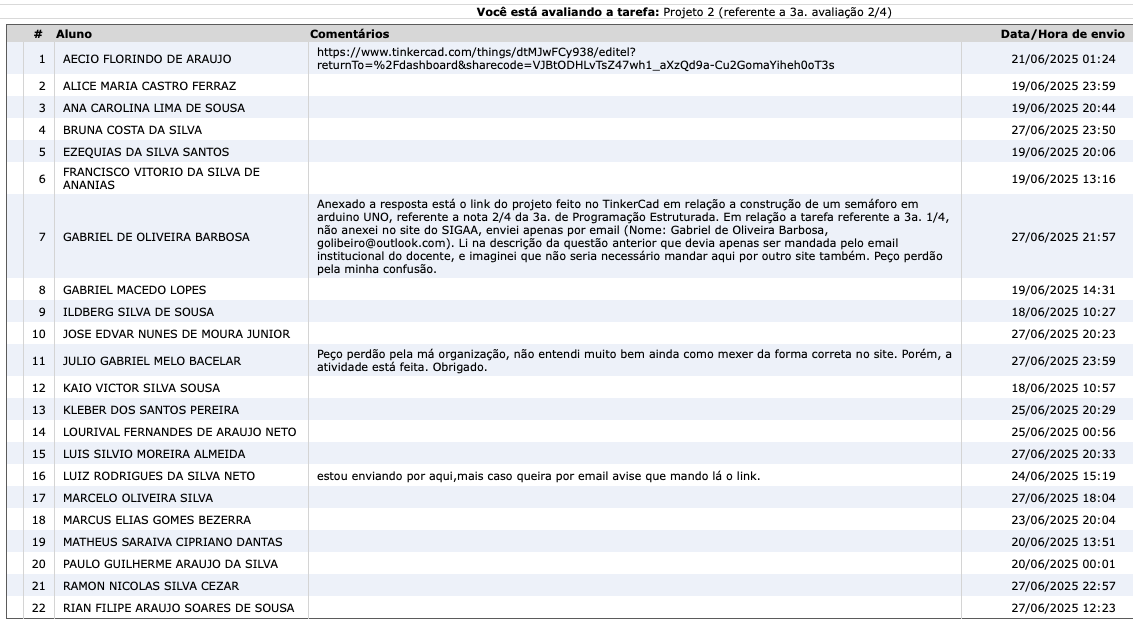 Você está avaliando a tarefa: Projeto 2 (referente a 3a. avaliação 2/4)
# Aluno Comentários Data/Hora de envio
1 AECIO FLORINDO DE ARAUJO https://www.tinkercad.com/things/dtMJwFCy938/editel?
returnTo=%2Fdashboard&sharecode=VJBtODHLvTsZ47wh1_aXzQd9a-Cu2GomaYiheh0oT3s 21/06/2025 01:24
2 ALICE MARIA CASTRO FERRAZ 19/06/2025 23:59
3 ANA CAROLINA LIMA DE SOUSA 19/06/2025 20:44
4 BRUNA COSTA DA SILVA 27/06/2025 23:50
5 EZEQUIAS DA SILVA SANTOS 19/06/2025 20:06
6 FRANCISCO VITORIO DA SILVA DE
ANANIAS 19/06/2025 13:16
7 GABRIEL DE OLIVEIRA BARBOSA Anexado a resposta está o link do projeto feito no TinkerCad em relação a construção de um semáforo em
arduino UNO, referente a nota 2/4 da 3a. de Programação Estruturada. Em relação a tarefa referente a 3a. 1/4,
não anexei no site do SIGAA, enviei apenas por email (Nome: Gabriel de Oliveira Barbosa,
golibeiro@outlook.com). Li na descrição da questão anterior que devia apenas ser mandada pelo email
institucional do docente, e imaginei que não seria necessário mandar aqui por outro site também. Peço perdão
pela minha confusão. 27/06/2025 21:57
8 GABRIEL MACEDO LOPES 19/06/2025 14:31
9 ILDBERG SILVA DE SOUSA 18/06/2025 10:27
10 JOSE EDVAR NUNES DE MOURA JUNIOR 27/06/2025 20:23
11 JULIO GABRIEL MELO BACELAR Peço perdão pela má organização, não entendi muito bem ainda como mexer da forma correta no site. Porém, a
atividade está feita. Obrigado. 27/06/2025 23:59
12 KAIO VICTOR SILVA SOUSA 18/06/2025 10:57
13 KLEBER DOS SANTOS PEREIRA 25/06/2025 20:29
14 LOURIVAL FERNANDES DE ARAUJO NETO 25/06/2025 00:56
15 LUIS SILVIO MOREIRA ALMEIDA 27/06/2025 20:33
16 LUIZ RODRIGUES DA SILVA NETO estou enviando por aqui,mais caso queira por email avise que mando lá o link. 24/06/2025 15:19
17 MARCELO OLIVEIRA SILVA 27/06/2025 18:04
18 MARCUS ELIAS GOMES BEZERRA 23/06/2025 20:04
19 MATHEUS SARAIVA CIPRIANO DANTAS 20/06/2025 13:51
20 PAULO GUILHERME ARAUJO DA SILVA 20/06/2025 00:01
21 RAMON NICOLAS SILVA CEZAR 27/06/2025 22:57
22 RIAN FILIPE ARAUJO SOARES DE SOUSA 27/06/2025 12:23